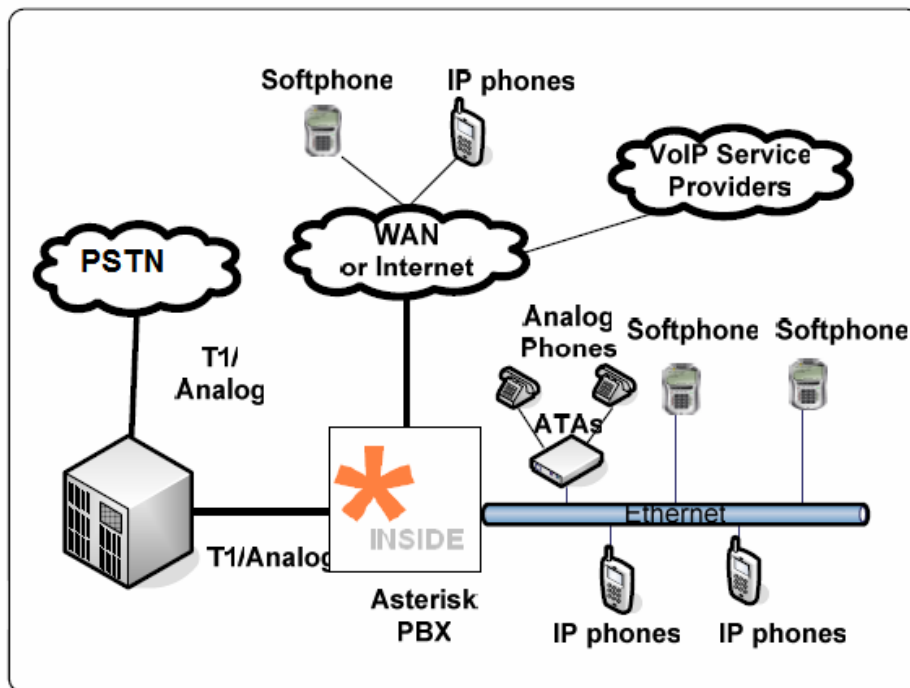 Softphone
IP phones
VoIP Service
Providers
WAN
or Internet
PSTN
T1/
Analog
Analog
Phones
Softphone
Softphone
ATAs
Ethernet
INSIDE
T1/Analog
Asterisk
PBX
IP phones
IP phones